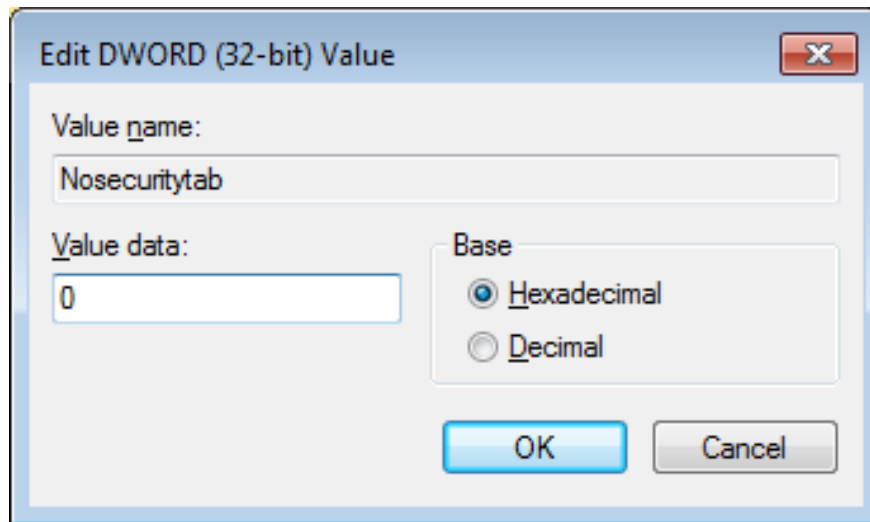 Edit DWORD (32-bit) Value
Value name:
Nosecuritytab
Value data:
0
Base
Hexadecimal
Decimal
OK
Cancel